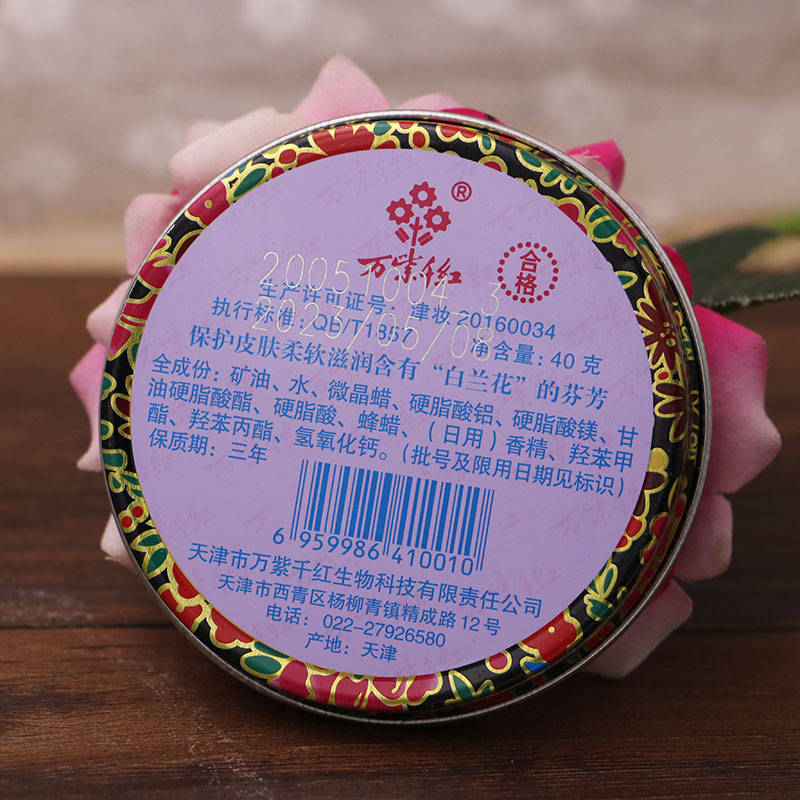 ®
万紫千红
合格
20051004 3
生产许可证号：津妆20160034
2023/05/08
执行标准：QB/T1857 净含量：40 克
保护皮肤柔软滋润含有“白兰花”的芬芳
全成份：矿油、水、微晶蜡、硬脂酸铝、硬脂酸镁、甘
油硬脂酸酯、硬脂酸、蜂蜡、（日用）香精、羟苯甲
酯、羟苯丙酯、氢氧化钙。（批号及限用日期见标识）
保质期：三年
6 959986 410010
天津市万紫千红生物科技有限责任公司
天津市西青区杨柳青镇精成路12号
电话：022-27926580
产地：天津